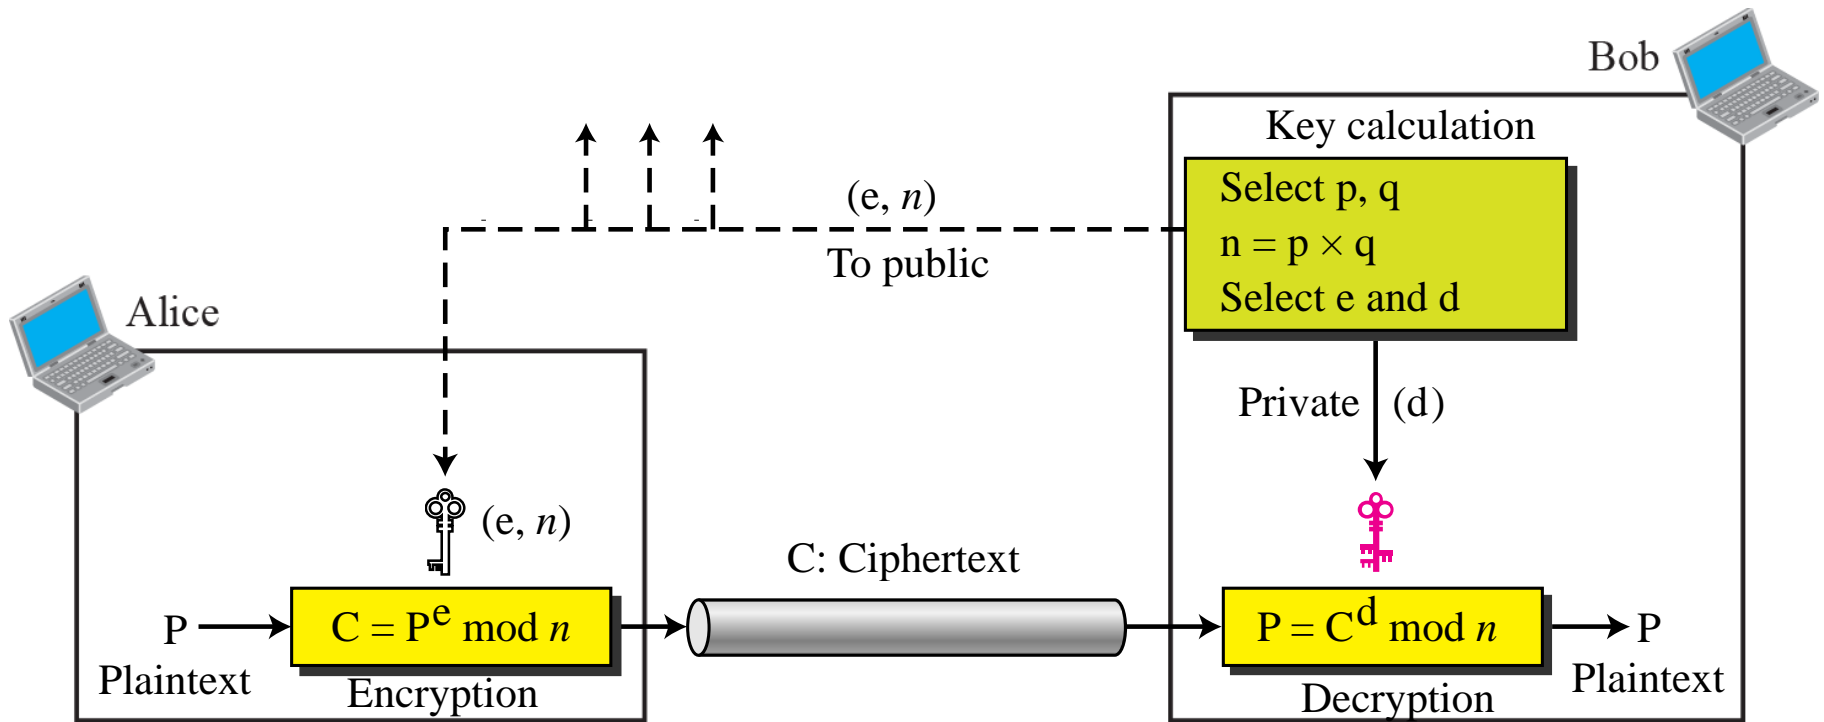 Bob
Key calculation
Select p, q
n = p × q
Select e and d
(e, n)
To public
Alice
Private (d)
(e, n)
C: Ciphertext
P
C = P^e mod n
P = C^d mod n
P
Plaintext
Encryption
Decryption
Plaintext